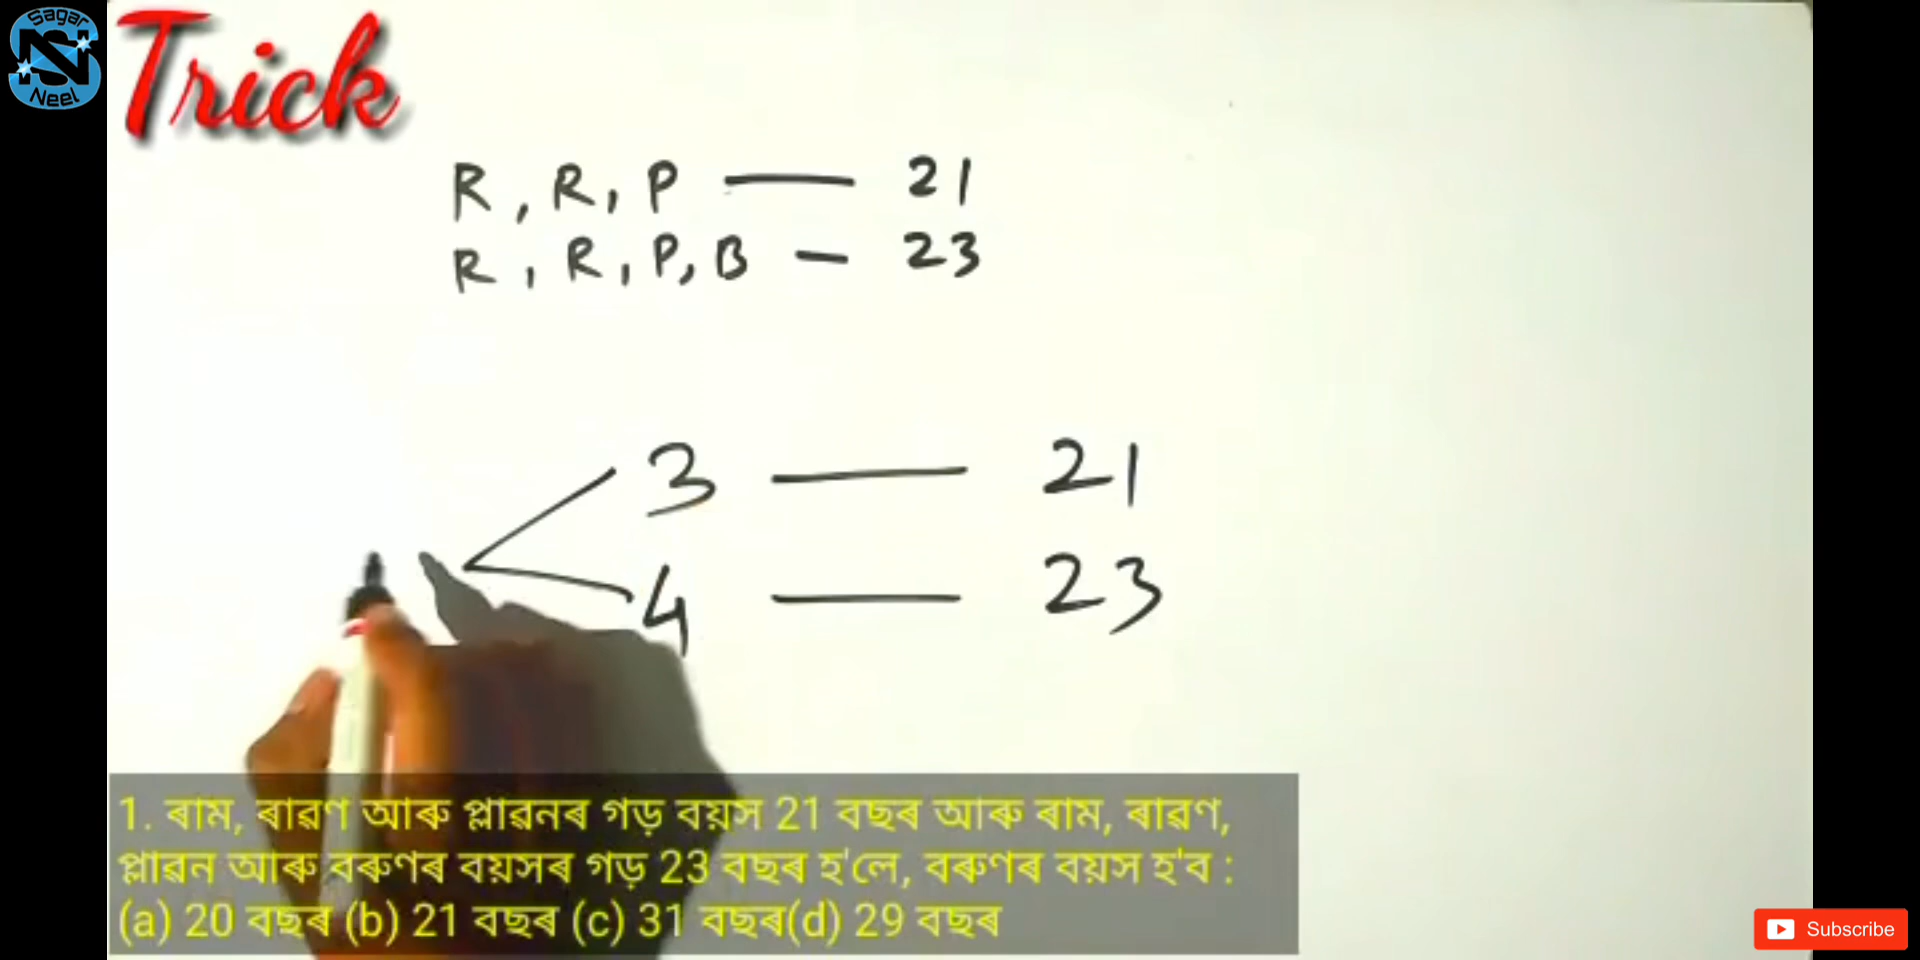 Sagar
Neel
Trick
R, R, P — 21
R, R, P, B — 23
3 — 21
4 — 23
1. ৰাম, ৰাৱণ আৰু প্লাৱনৰ গড় বয়স 21 বছৰ আৰু ৰাম, ৰাৱণ,
প্লাৱন আৰু বৰুণৰ বয়সৰ গড় 23 বছৰ হ'লে, বৰুণৰ বয়স হ'ব :
(a) 20 বছৰ (b) 21 বছৰ (c) 31 বছৰ(d) 29 বছৰ
Subscribe